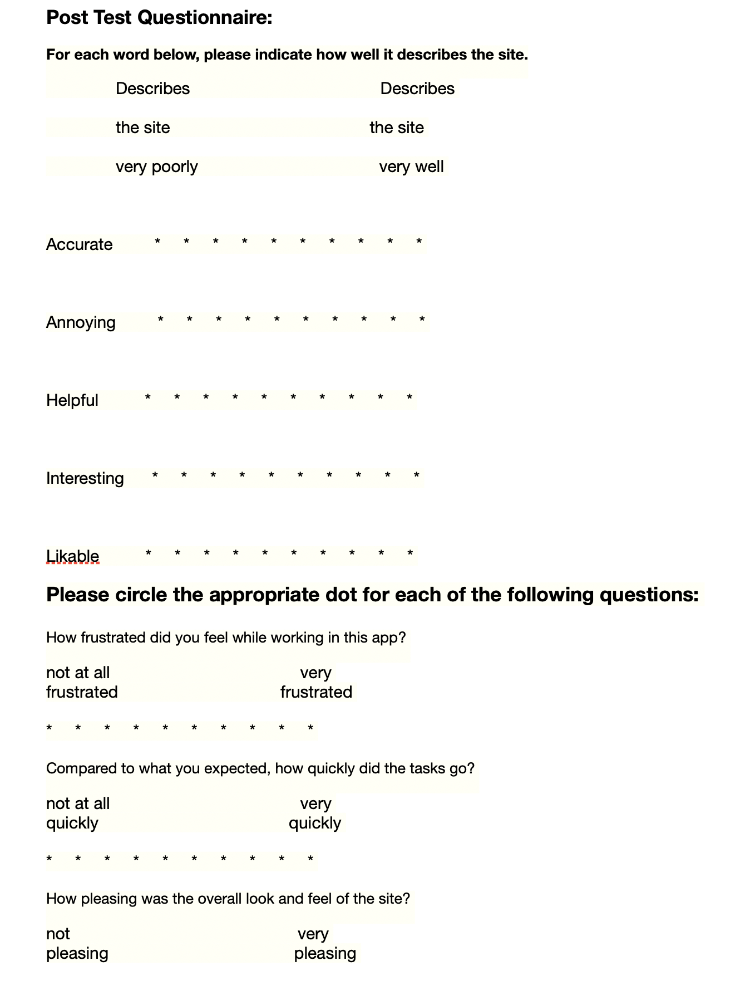 Post Test Questionnaire:
For each word below, please indicate how well it describes the site.
Describes Describes
the site the site
very poorly very well
Accurate * * * * * * * * * *
Annoying * * * * * * * * * *
Helpful * * * * * * * * * *
Interesting * * * * * * * * * *
Likable * * * * * * * * * *
Please circle the appropriate dot for each of the following questions:
How frustrated did you feel while working in this app?
not at all very
frustrated frustrated
* * * * * * * * * *
Compared to what you expected, how quickly did the tasks go?
not at all very
quickly quickly
* * * * * * * * * *
How pleasing was the overall look and feel of the site?
not very
pleasing pleasing